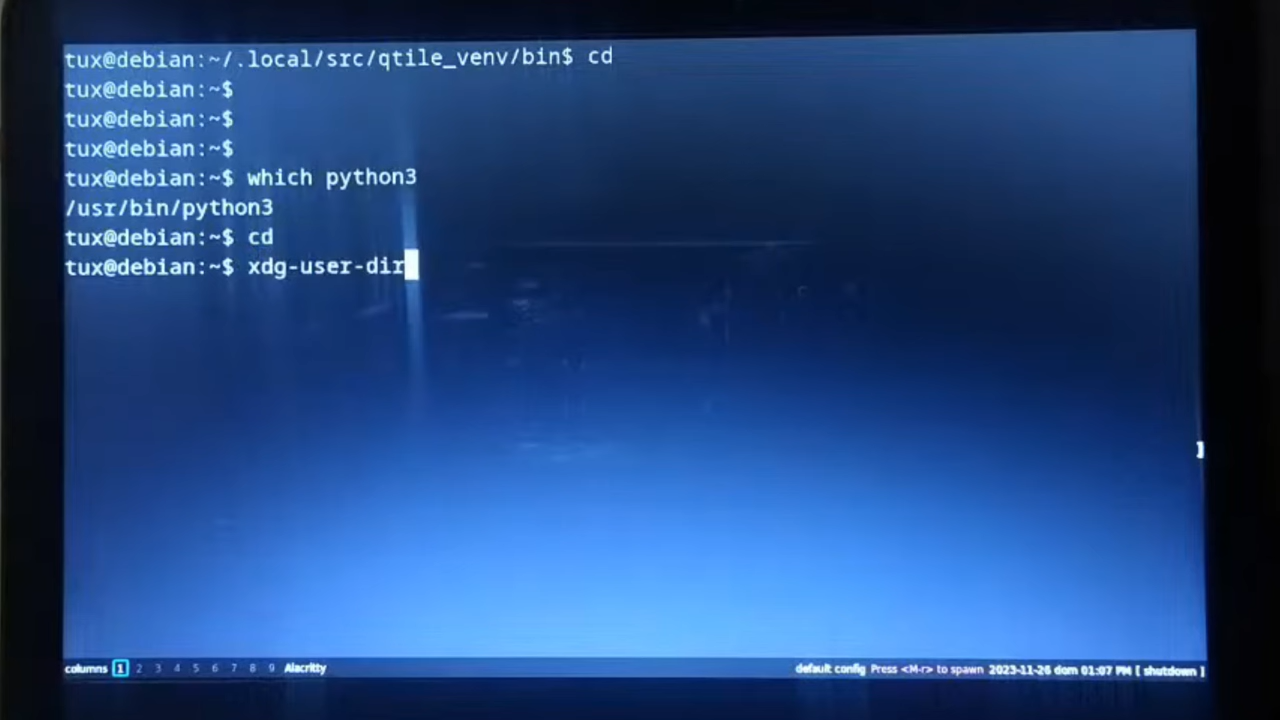 tux@debian:~/.local/src/qtile_venv/bin$ cd
tux@debian:~$
tux@debian:~$
tux@debian:~$
tux@debian:~$ which python3
/usr/bin/python3
tux@debian:~$ cd
tux@debian:~$ xdg-user-dir
]
columns 1 2 3 4 5 6 7 8 9 Alacritty default config Press <M-r> to spawn 2023-11-26 dom 01:07 PM [ shutdown ]